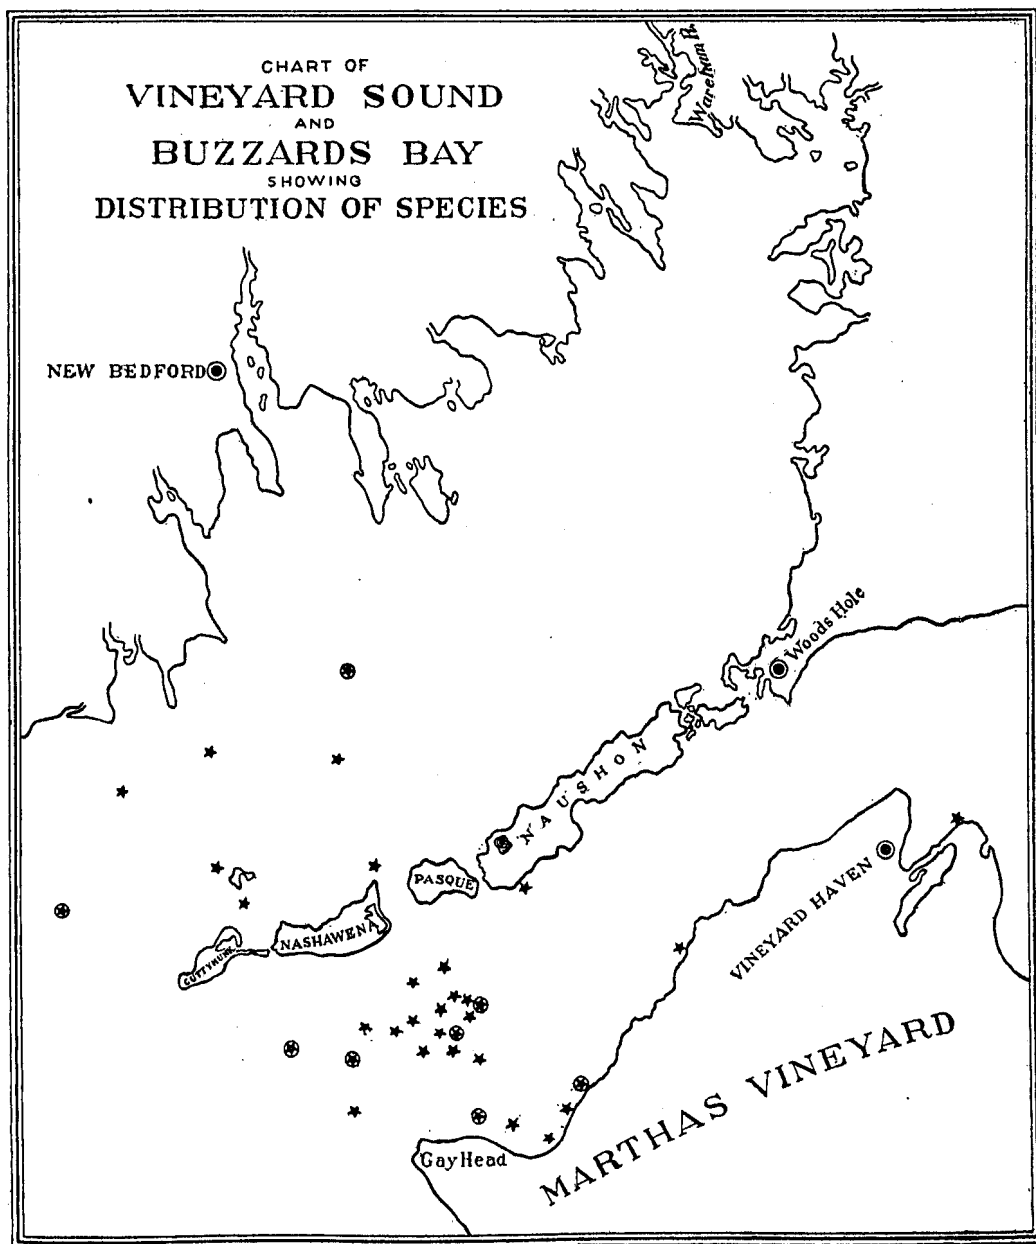 CHART OF
VINEYARD SOUND
AND
BUZZARDS BAY
SHOWING
DISTRIBUTION OF SPECIES
Wareham R.
NEW BEDFORD
Woods Hole
NAUSHON
PASQUE
VINEYARD HAVEN
NASHAWENA
CUTTYHUNK
MARTHAS VINEYARD
Gay Head